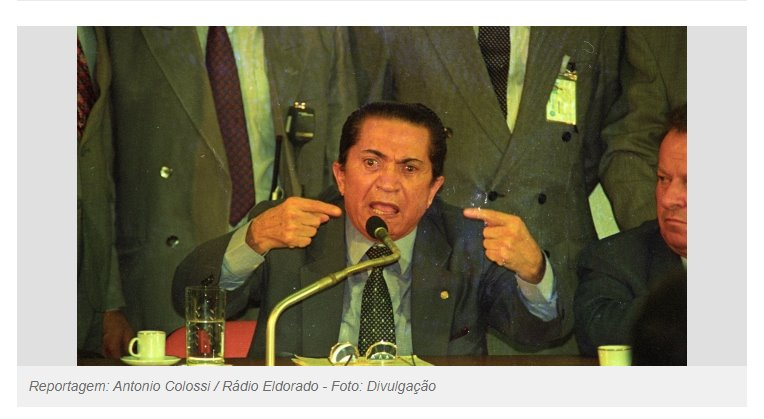 Reportagem: Antonio Colossi / Rádio Eldorado - Foto: Divulgação